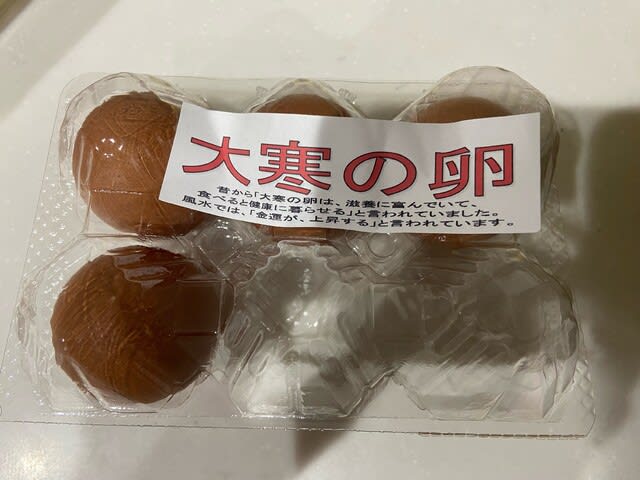 大寒の卵
昔から「大寒の卵は、滋養に富んでいて、
食べると健康に暮らせる」と言われていました。
風水では、「金運が、上昇する」と言われています。